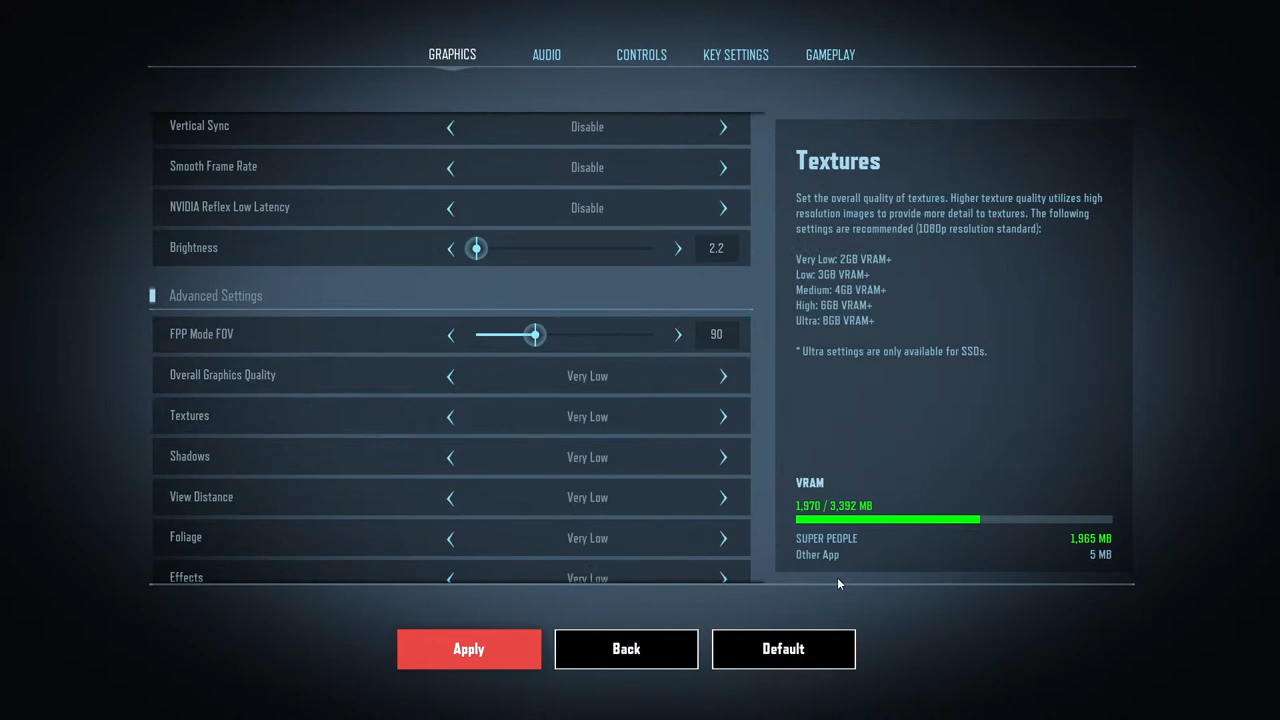 GRAPHICS AUDIO CONTROLS KEY SETTINGS GAMEPLAY
Vertical Sync Disable
Smooth Frame Rate Disable
NVIDIA Reflex Low Latency Disable
Brightness 2.2
Advanced Settings
FPP Mode FOV 90
Overall Graphics Quality Very Low
Textures Very Low
Shadows Very Low
View Distance Very Low
Foliage Very Low
Effects Very Low
Textures
Set the overall quality of textures. Higher texture quality utilizes high
resolution images to provide more detail to textures. The following
settings are recommended (1080p resolution standard):
Very Low: 2GB VRAM+
Low: 3GB VRAM+
Medium: 4GB VRAM+
High: 6GB VRAM+
Ultra: 8GB VRAM+
* Ultra settings are only available for SSDs.
VRAM
1,970 / 3,392 MB
SUPER PEOPLE 1,965 MB
Other App 5 MB
Apply Back Default